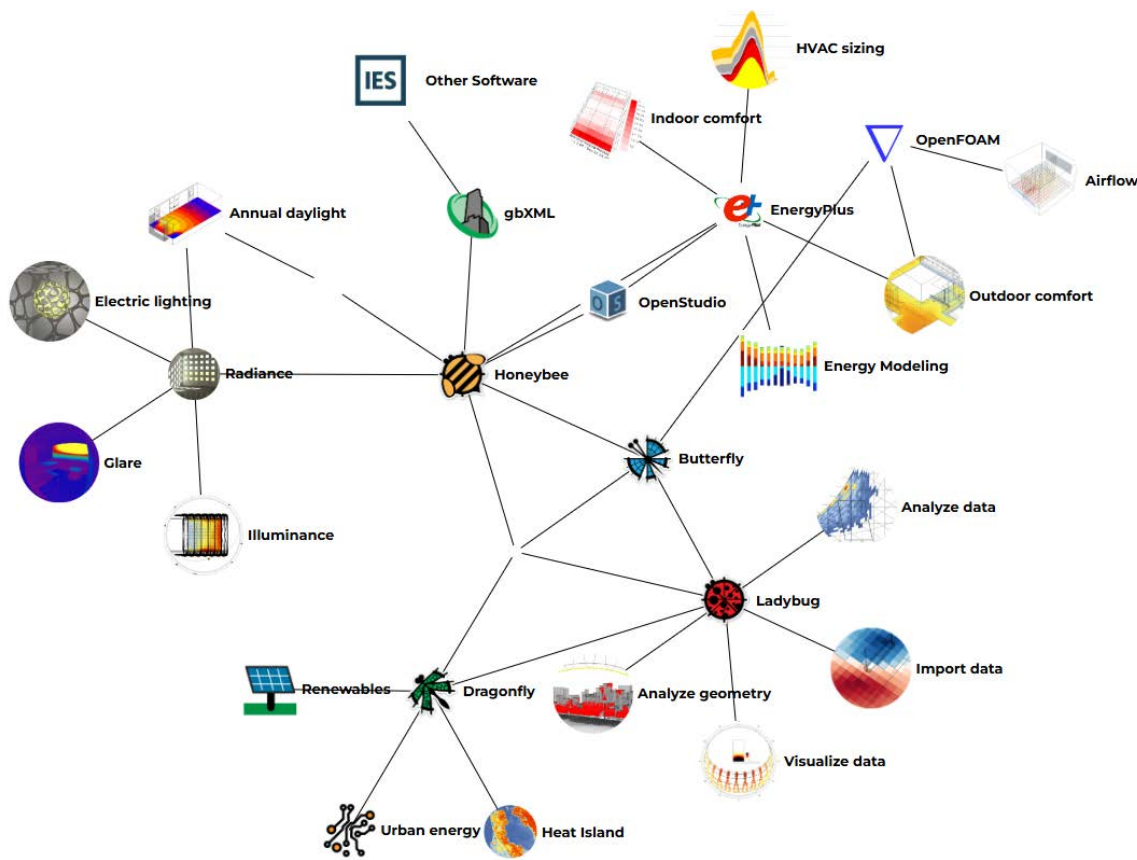 HVAC sizing
IES
Other Software
Indoor comfort
OpenFOAM
Airflow
Annual daylight
gbXML
e+
EnergyPlus
Electric lighting
OS
OpenStudio
Outdoor comfort
Radiance
Honeybee
Energy Modeling
Glare
Butterfly
Analyze data
Illuminance
Ladybug
Import data
Renewables
Dragonfly
Analyze geometry
Visualize data
Urban energy
Heat Island